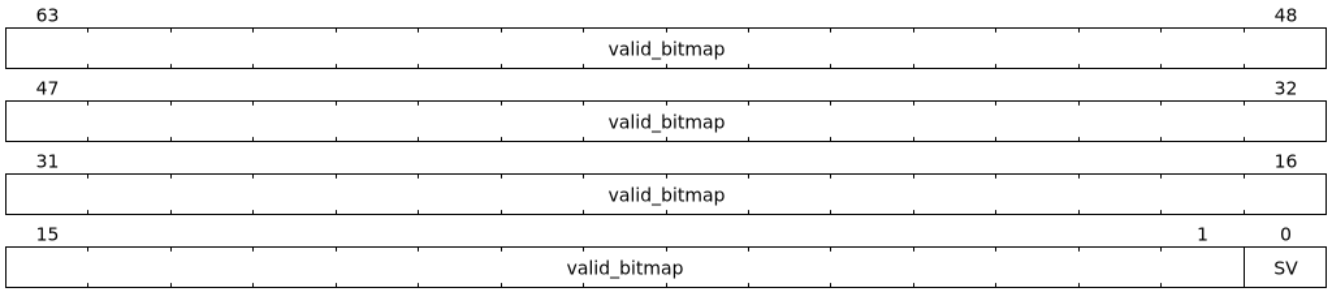 63 48
valid_bitmap
47 32
valid_bitmap
31 16
valid_bitmap
15 1 0
valid_bitmap SV